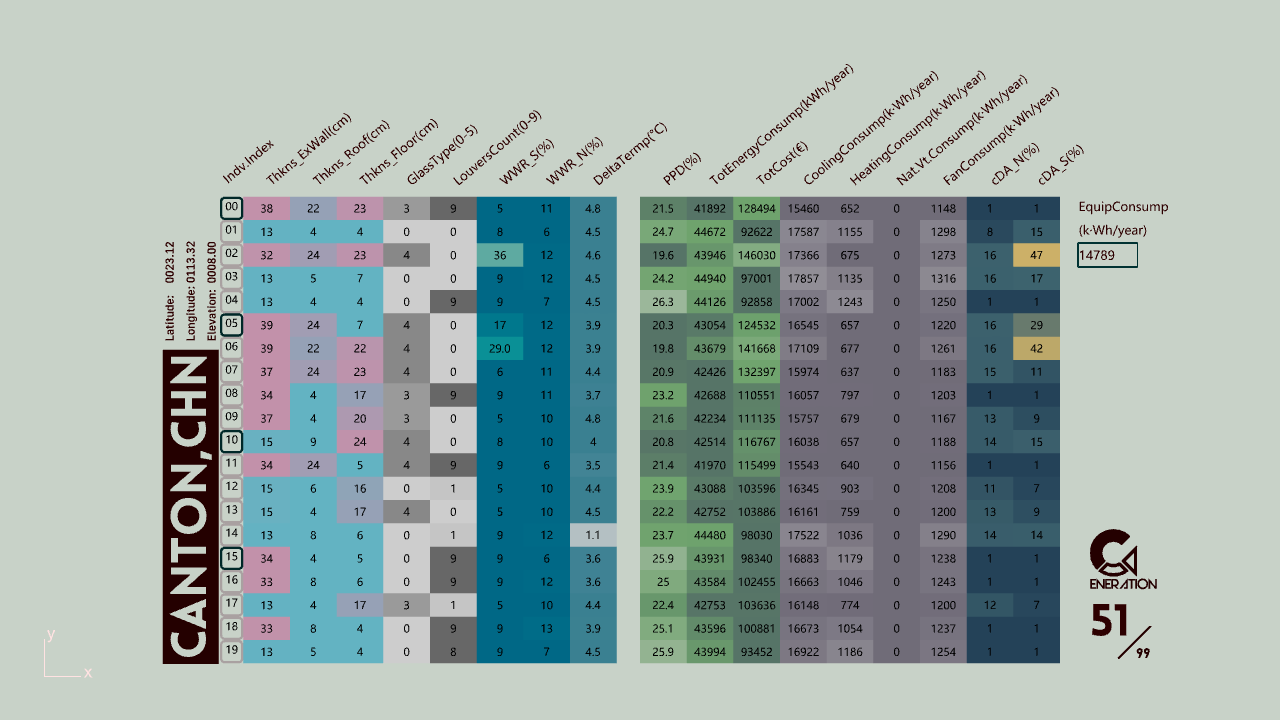 Indv.Index Thkns_ExWall(cm) Thkns_Roof(cm) Thkns_Floor(cm) GlassType(0-5) LouversCount(0-9) WWR_S(%) WWR_N(%) DeltaTermp(°C) PPD(%) TotEnergyConsump(kWh/year) TotCost(€) CoolingConsump(k·Wh/year) HeatingConsump(k·Wh/year) Nat.Vt.Consump(k·Wh/year) FanConsump(k·Wh/year) cDA_N(%) cDA_S(%)
00 38 22 23 3 9 5 11 4.8 21.5 41892 128494 15460 652 0 1148 1 1
01 13 4 4 0 0 8 6 4.5 24.7 44672 92622 17587 1155 0 1298 8 15
02 32 24 23 4 0 36 12 4.6 19.6 43946 146030 17366 675 0 1273 16 47
03 13 5 7 0 0 9 12 4.5 24.2 44940 97001 17857 1135 0 1316 16 17
04 13 4 4 0 9 9 7 4.5 26.3 44126 92858 17002 1243 0 1250 1 1
05 39 24 7 4 0 17 12 3.9 20.3 43054 124532 16545 657 0 1220 16 29
06 39 22 22 4 0 29.0 12 3.9 19.8 43679 141668 17109 677 0 1261 16 42
07 37 24 23 4 0 6 11 4.4 20.9 42426 132397 15974 637 0 1183 15 11
08 34 4 17 3 9 9 11 3.7 23.2 42688 110551 16057 797 0 1203 1 1
09 37 4 20 3 0 5 10 4.8 21.6 42234 111135 15757 679 0 1167 13 9
10 15 9 24 4 0 8 10 4 20.8 42514 116767 16038 657 0 1188 14 15
11 34 24 5 4 9 9 6 3.5 21.4 41970 115499 15543 640 0 1156 1 1
12 15 6 16 0 1 5 10 4.4 23.9 43088 103596 16345 903 0 1208 11 7
13 15 4 17 4 0 5 10 4.5 22.2 42752 103886 16161 759 0 1200 13 9
14 13 8 6 0 1 9 12 1.1 23.7 44480 98030 17522 1036 0 1290 14 14
15 34 4 5 0 9 9 6 3.6 25.9 43931 98340 16883 1179 0 1238 1 1
16 33 8 6 0 9 9 12 3.6 25 43584 102455 16663 1046 0 1243 1 1
17 13 4 17 3 1 5 10 4.4 22.4 42753 103636 16148 774 0 1200 12 7
18 33 8 4 0 9 9 13 3.9 25.1 43596 100881 16673 1054 0 1237 1 1
19 13 5 4 0 8 9 7 4.5 25.9 43994 93452 16922 1186 0 1254 1 1
Latitude: 0023.12
Longitude: 0113.32
Elevation: 0008.00
CANTON,CHN
EquipConsump
(k·Wh/year)
14789
ENERATION
51/99
y
x